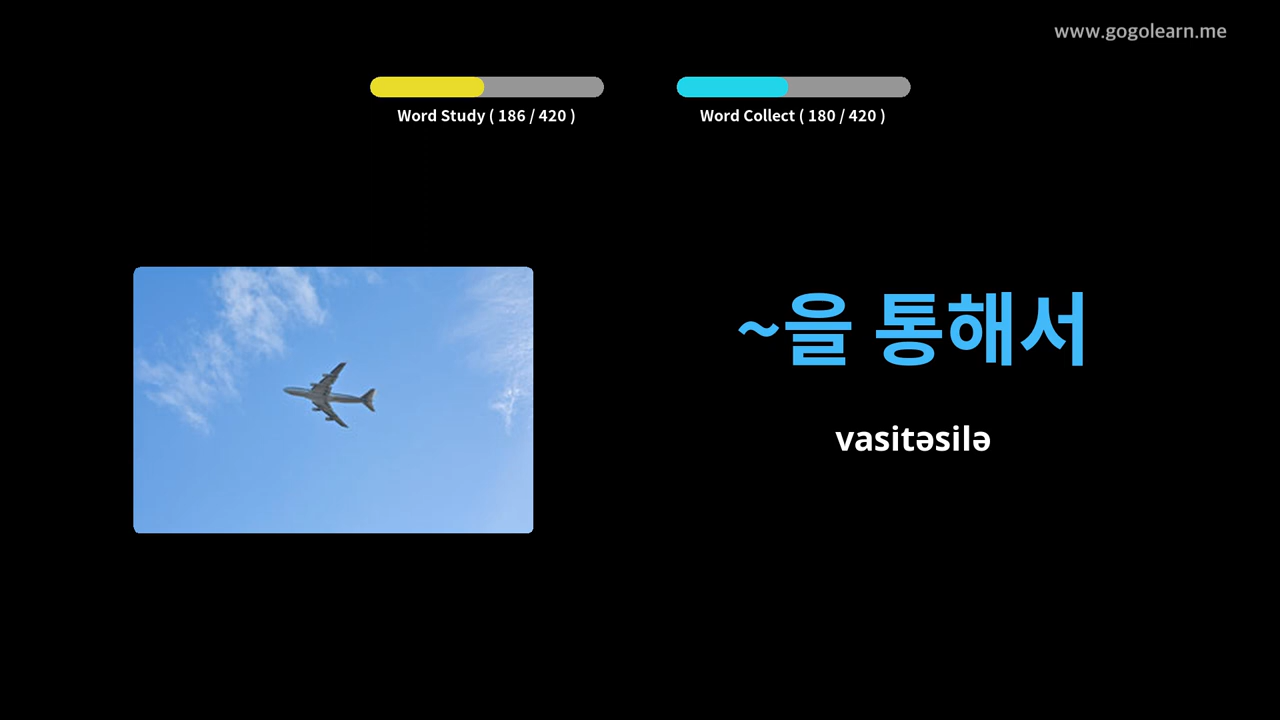 www.gogolearn.me
Word Study ( 186 / 420 )
Word Collect ( 180 / 420 )
~을 통해서
vasitəsilə